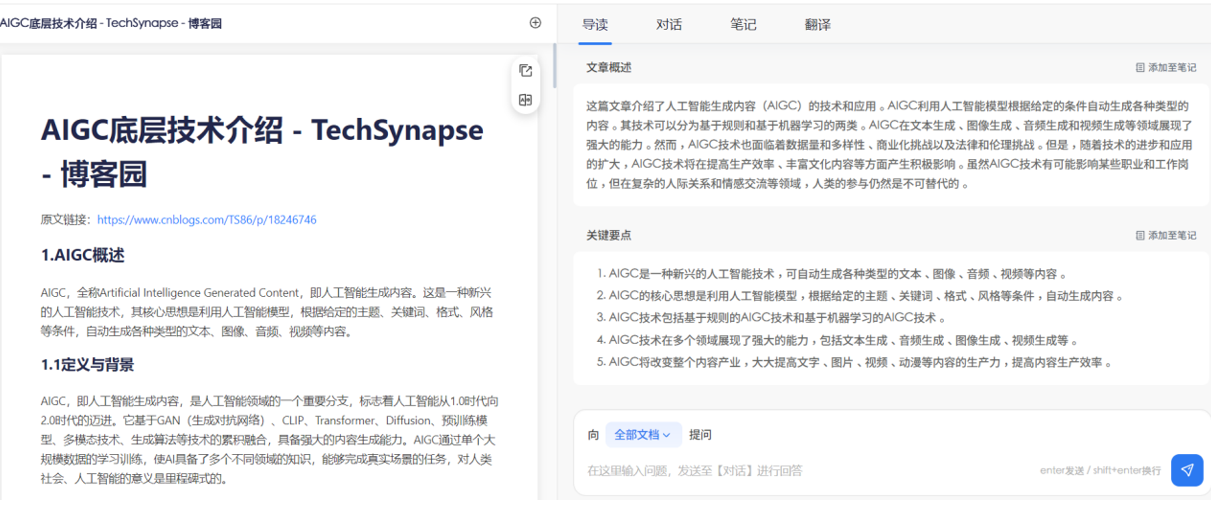 AIGC底层技术介绍 - TechSynapse - 博客园
AIGC底层技术介绍 - TechSynapse
- 博客园
原文链接：https://www.cnblogs.com/TS86/p/18246746
1.AIGC概述
AIGC，全称Artificial Intelligence Generated Content，即人工智能生成内容。这是一种新兴
的人工智能技术，其核心思想是利用人工智能模型，根据给定的主题、关键词、格式、风格
等条件，自动生成各种类型的文本、图像、音频、视频等内容。
1.1定义与背景
AIGC，即人工智能生成内容，是人工智能领域的一个重要分支，标志着人工智能从1.0时代向
2.0时代的迈进。它基于GAN（生成对抗网络）、CLIP、Transformer、Diffusion、预训练模
型、多模态技术、生成算法等技术的累积融合，具备强大的内容生成能力。AIGC通过单个大
规模数据的学习训练，使AI具备了多个不同领域的知识，能够完成真实场景的任务，对人类
社会、人工智能的意义是里程碑式的。
导读 对话 笔记 翻译
文章概述 添加至笔记
这篇文章介绍了人工智能生成内容（AIGC）的技术和应用。AIGC利用人工智能模型根据给定的条件自动生成各种类型的
内容。其技术可以分为基于规则和基于机器学习的两类。AIGC在文本生成、图像生成、音频生成和视频生成等领域展现了
强大的能力。然而，AIGC技术也面临着数据量和多样性、商业化挑战以及法律和伦理挑战。但是，随着技术的进步和应用
的扩大，AIGC技术将在提高生产效率、丰富文化内容等方面产生积极影响。虽然AIGC技术有可能影响某些职业和工作岗
位，但在复杂的人际关系和情感交流等领域，人类的参与仍然是不可替代的。
关键要点 添加至笔记
1. AIGC是一种新兴的人工智能技术，可自动生成各种类型的文本、图像、音频、视频等内容。
2. AIGC的核心思想是利用人工智能模型，根据给定的主题、关键词、格式、风格等条件，自动生成内容。
3. AIGC技术包括基于规则的AIGC技术和基于机器学习的AIGC技术。
4. AIGC技术在多个领域展现了强大的能力，包括文本生成、音频生成、图像生成、视频生成等。
5. AIGC将改变整个内容产业，大大提高文字、图片、视频、动漫等内容的生产力，提高内容生产效率。
向 全部文档 提问
在这里输入问题，发送至【对话】进行回答 enter发送 / shift+enter换行